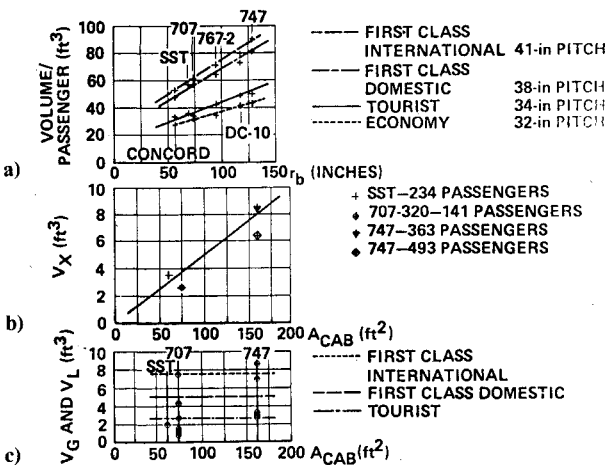 a)
VOLUME/
PASSENGER (ft³)
100
80
60
40
20
0
707
747
767-2
SST
DC-10
CONCORD
0 50 100 150 r_b (INCHES)
FIRST CLASS
INTERNATIONAL 41-in PITCH
FIRST CLASS
DOMESTIC 38-in PITCH
TOURIST 34-in PITCH
ECONOMY 32-in PITCH
b)
V_X (ft³)
10
8
6
4
2
0
0 50 100 150 200 A_CAB (ft²)
SST–234 PASSENGERS
707-320–141 PASSENGERS
747–363 PASSENGERS
747–493 PASSENGERS
c)
V_G AND V_L (ft³)
10
8
6
4
2
0
707
747
SST
0 50 100 150 200 A_CAB (ft²)
FIRST CLASS
INTERNATIONAL
FIRST CLASS DOMESTIC
TOURIST